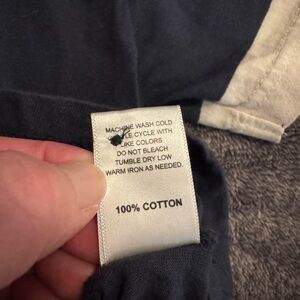 MACHINE WASH COLD
CYCLE WITH
LIKE COLORS
DO NOT BLEACH
TUMBLE DRY LOW
WARM IRON AS NEEDED.
100% COTTON